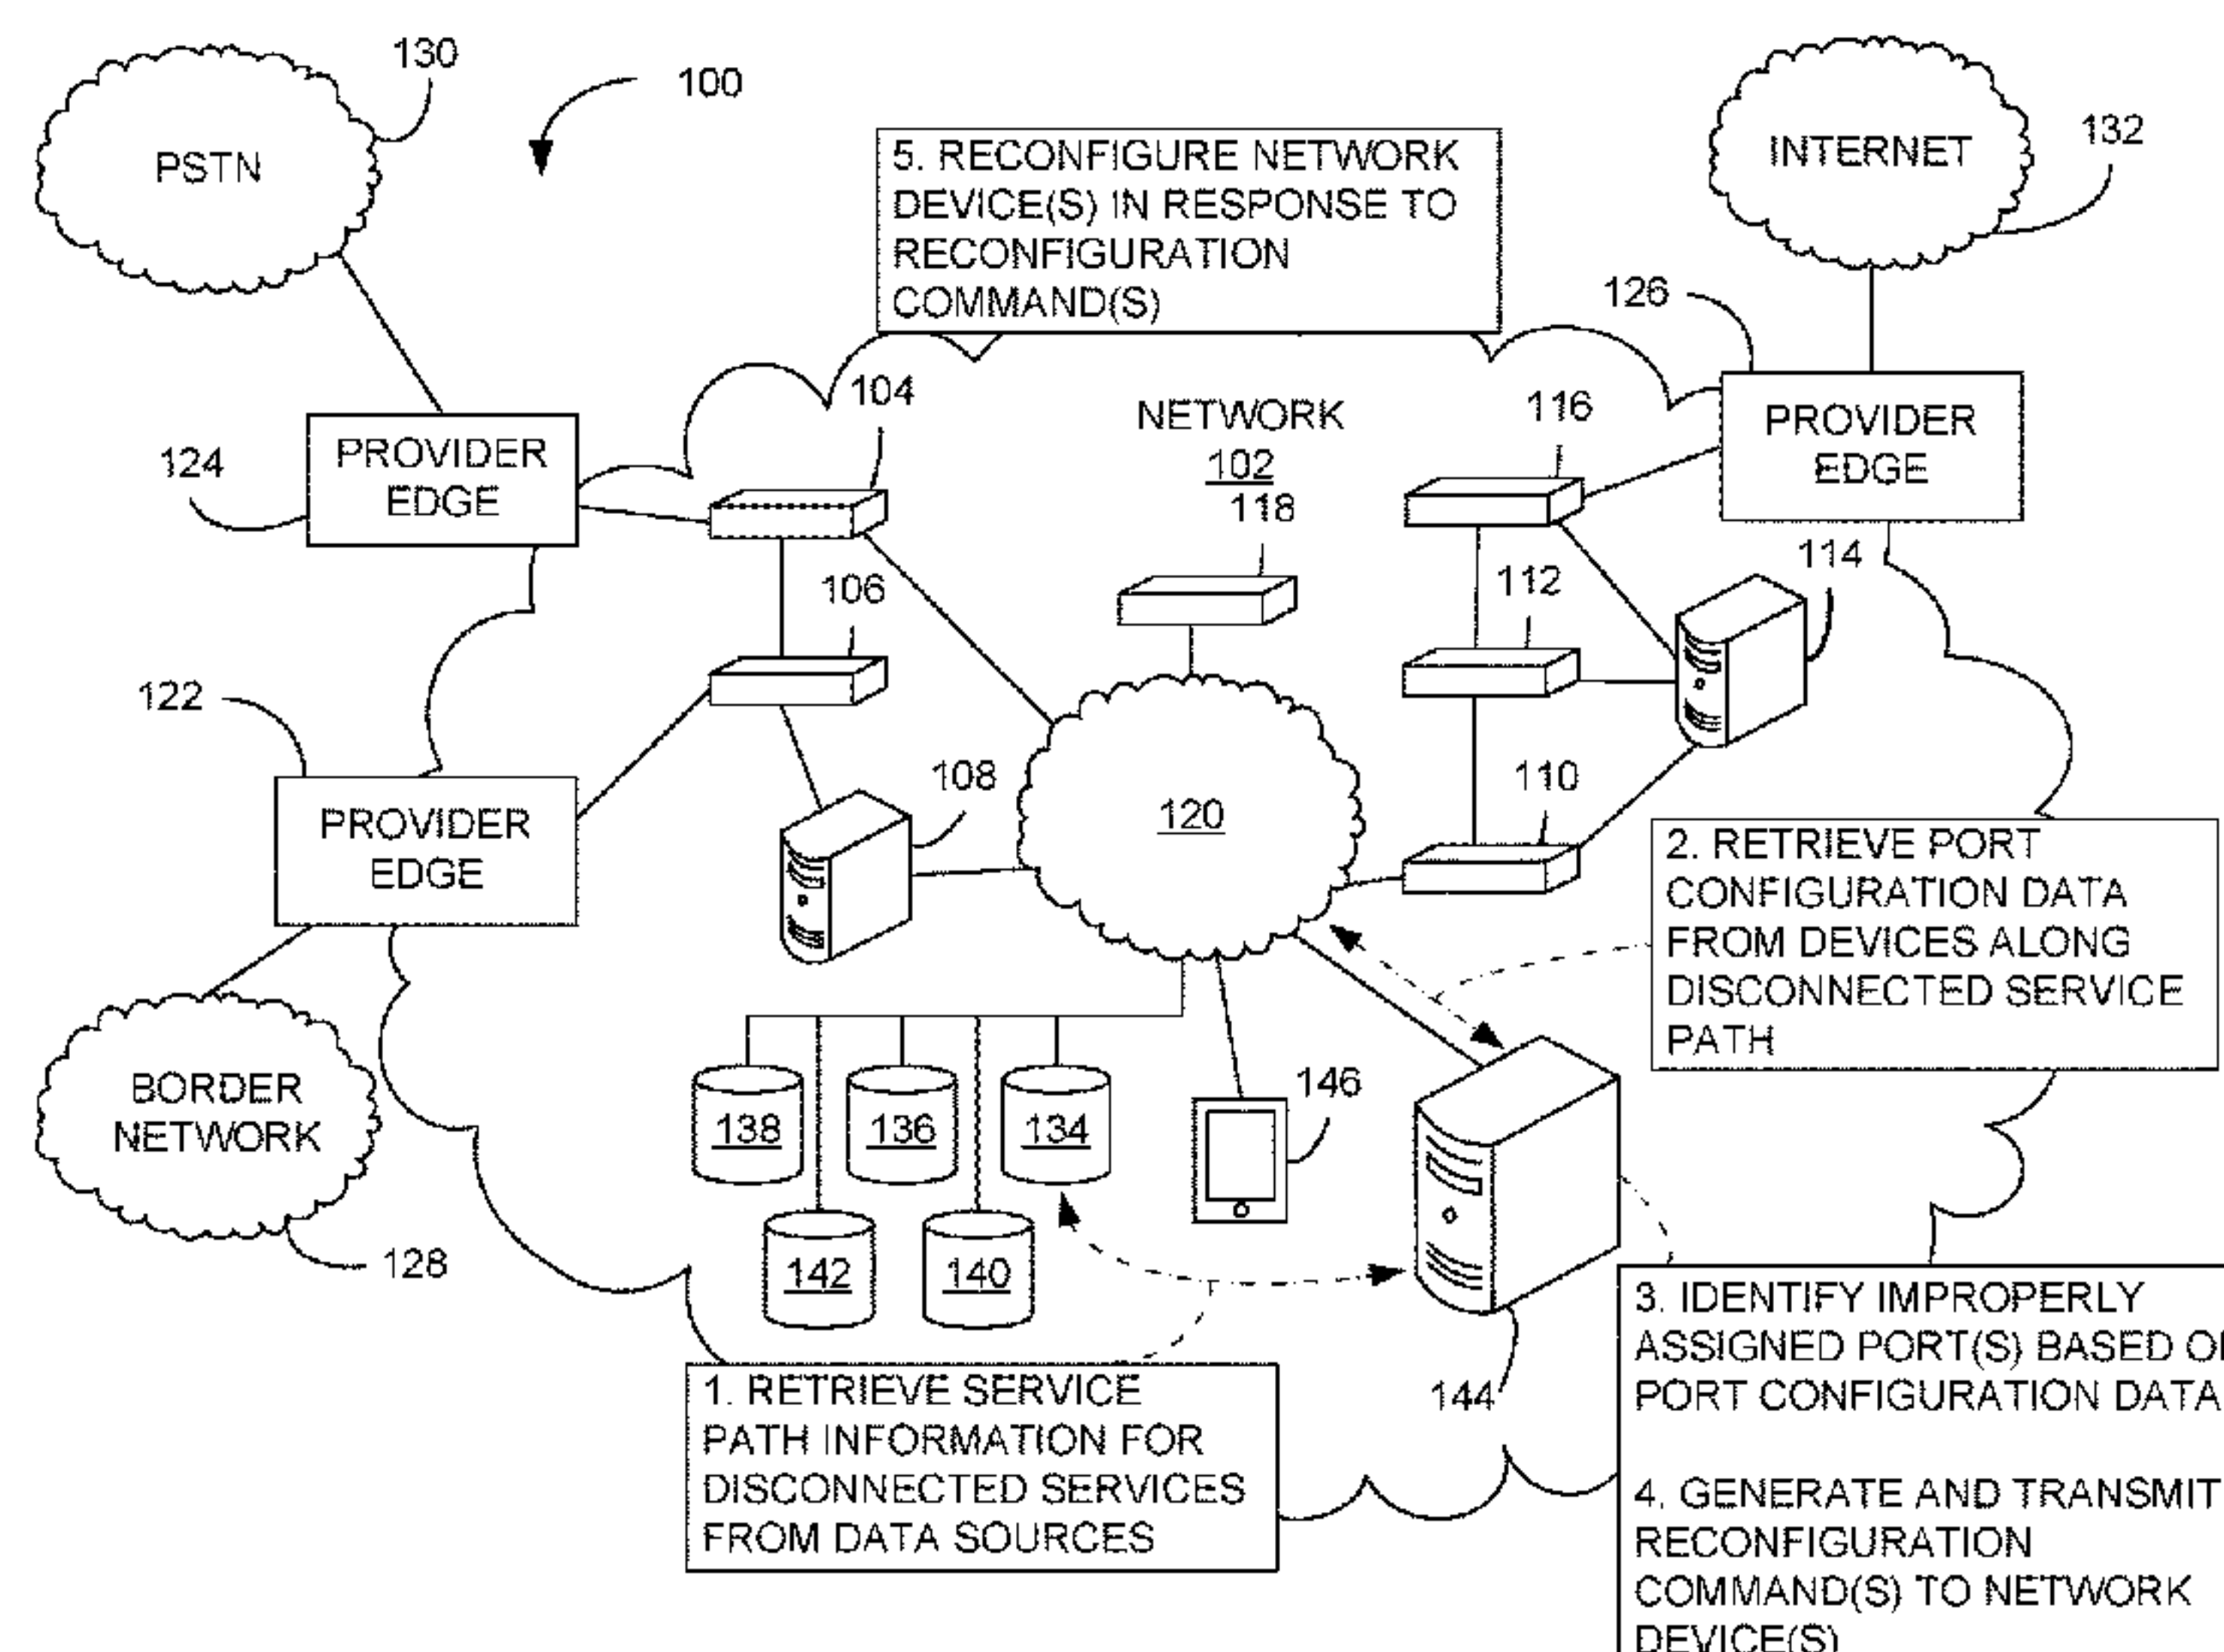 130
100
PSTN
INTERNET
132
5. RECONFIGURE NETWORK
DEVICE(S) IN RESPONSE TO
RECONFIGURATION
COMMAND(S)
126
104
NETWORK
102
116
PROVIDER
EDGE
124
PROVIDER
EDGE
118
114
106
112
122
108
110
PROVIDER
EDGE
120
2. RETRIEVE PORT
CONFIGURATION DATA
FROM DEVICES ALONG
DISCONNECTED SERVICE
PATH
BORDER
NETWORK
128
138
136
134
146
142
140
144
1. RETRIEVE SERVICE
PATH INFORMATION FOR
DISCONNECTED SERVICES
FROM DATA SOURCES
3. IDENTIFY IMPROPERLY
ASSIGNED PORT(S) BASED
PORT CONFIGURATION DATA
4. GENERATE AND TRANSMIT
RECONFIGURATION
COMMAND(S) TO NETWORK
DEVICE(S)